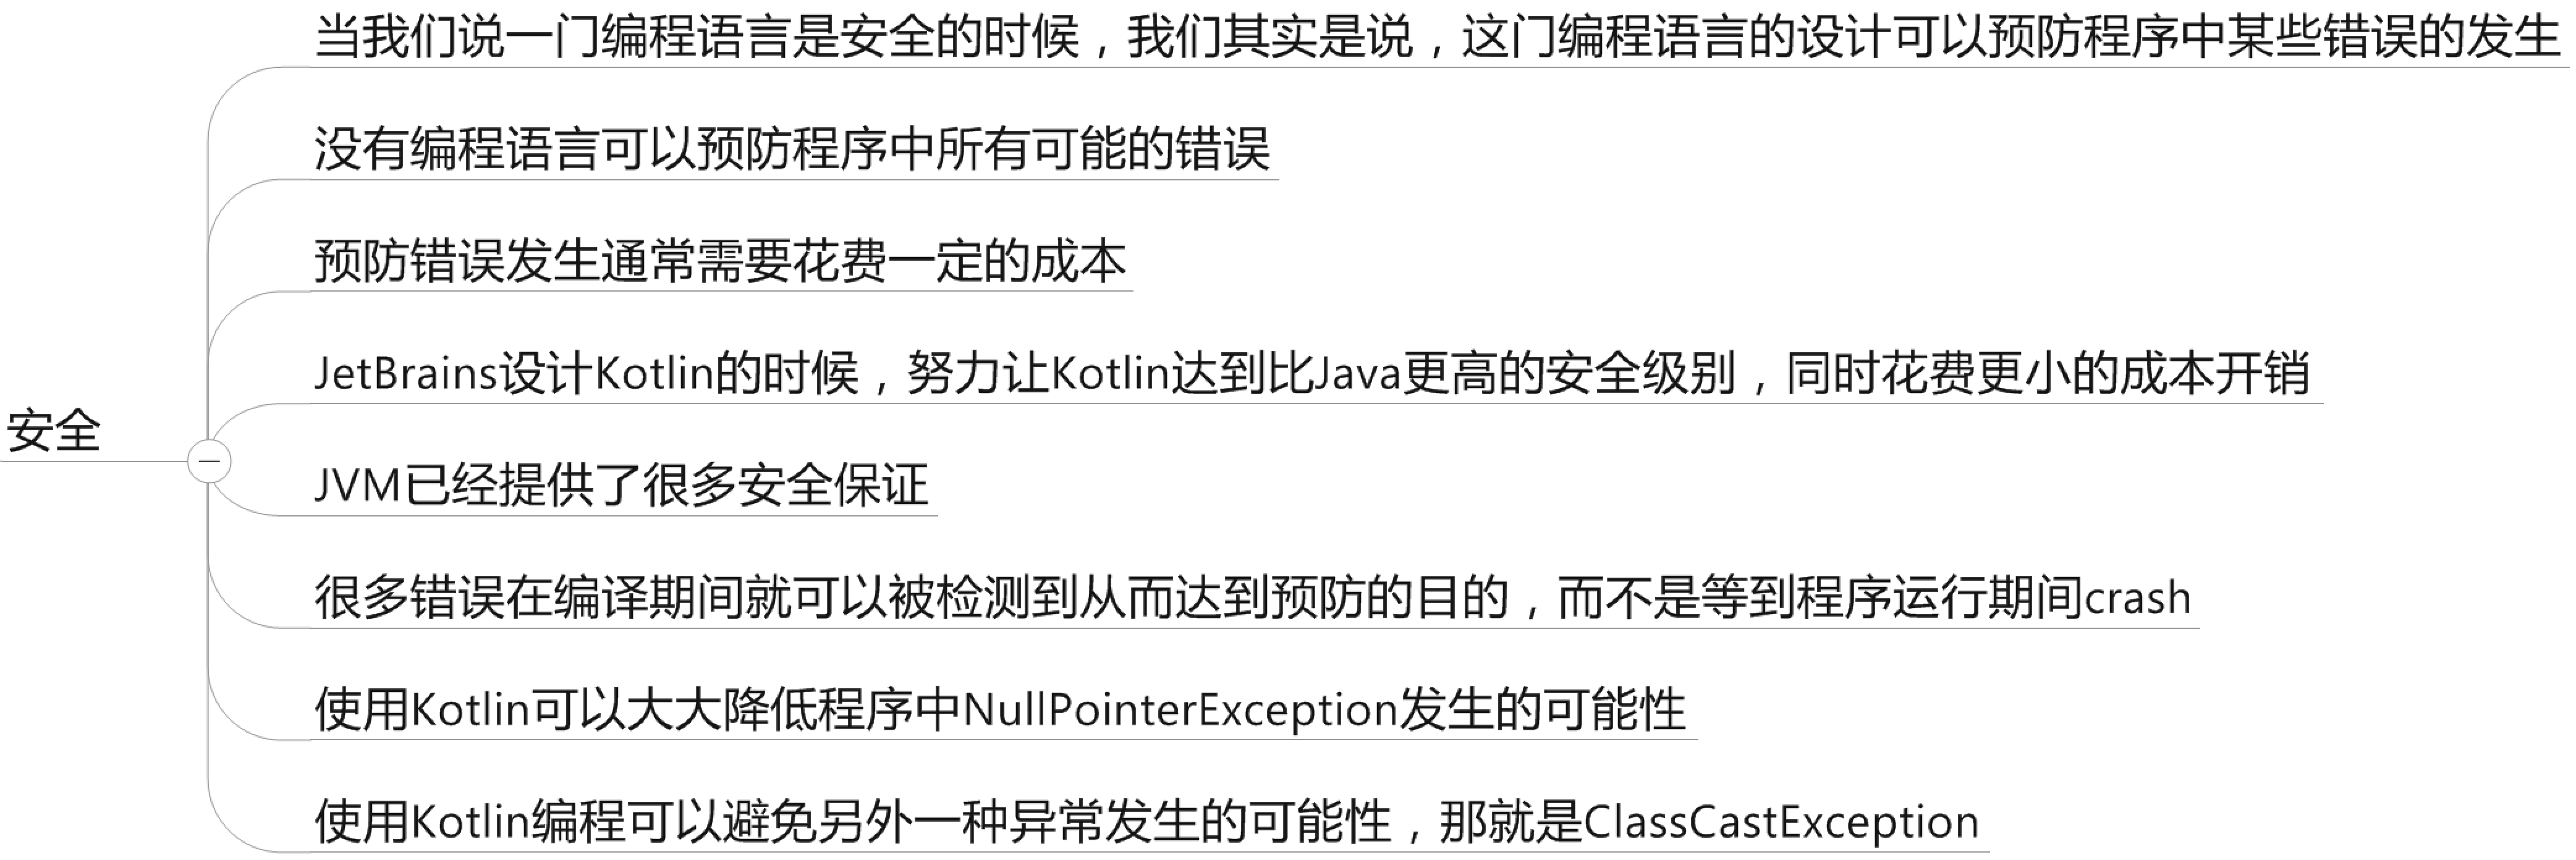 安全
当我们说一门编程语言是安全的时候，我们其实是说，这门编程语言的设计可以预防程序中某些错误的发生
没有编程语言可以预防程序中所有可能的错误
预防错误发生通常需要花费一定的成本
JetBrains设计Kotlin的时候，努力让Kotlin达到比Java更高的安全级别，同时花费更小的成本开销
JVM已经提供了很多安全保证
很多错误在编译期间就可以被检测到从而达到预防的目的，而不是等到程序运行期间crash
使用Kotlin可以大大降低程序中NullPointerException发生的可能性
使用Kotlin编程可以避免另外一种异常发生的可能性，那就是ClassCastException